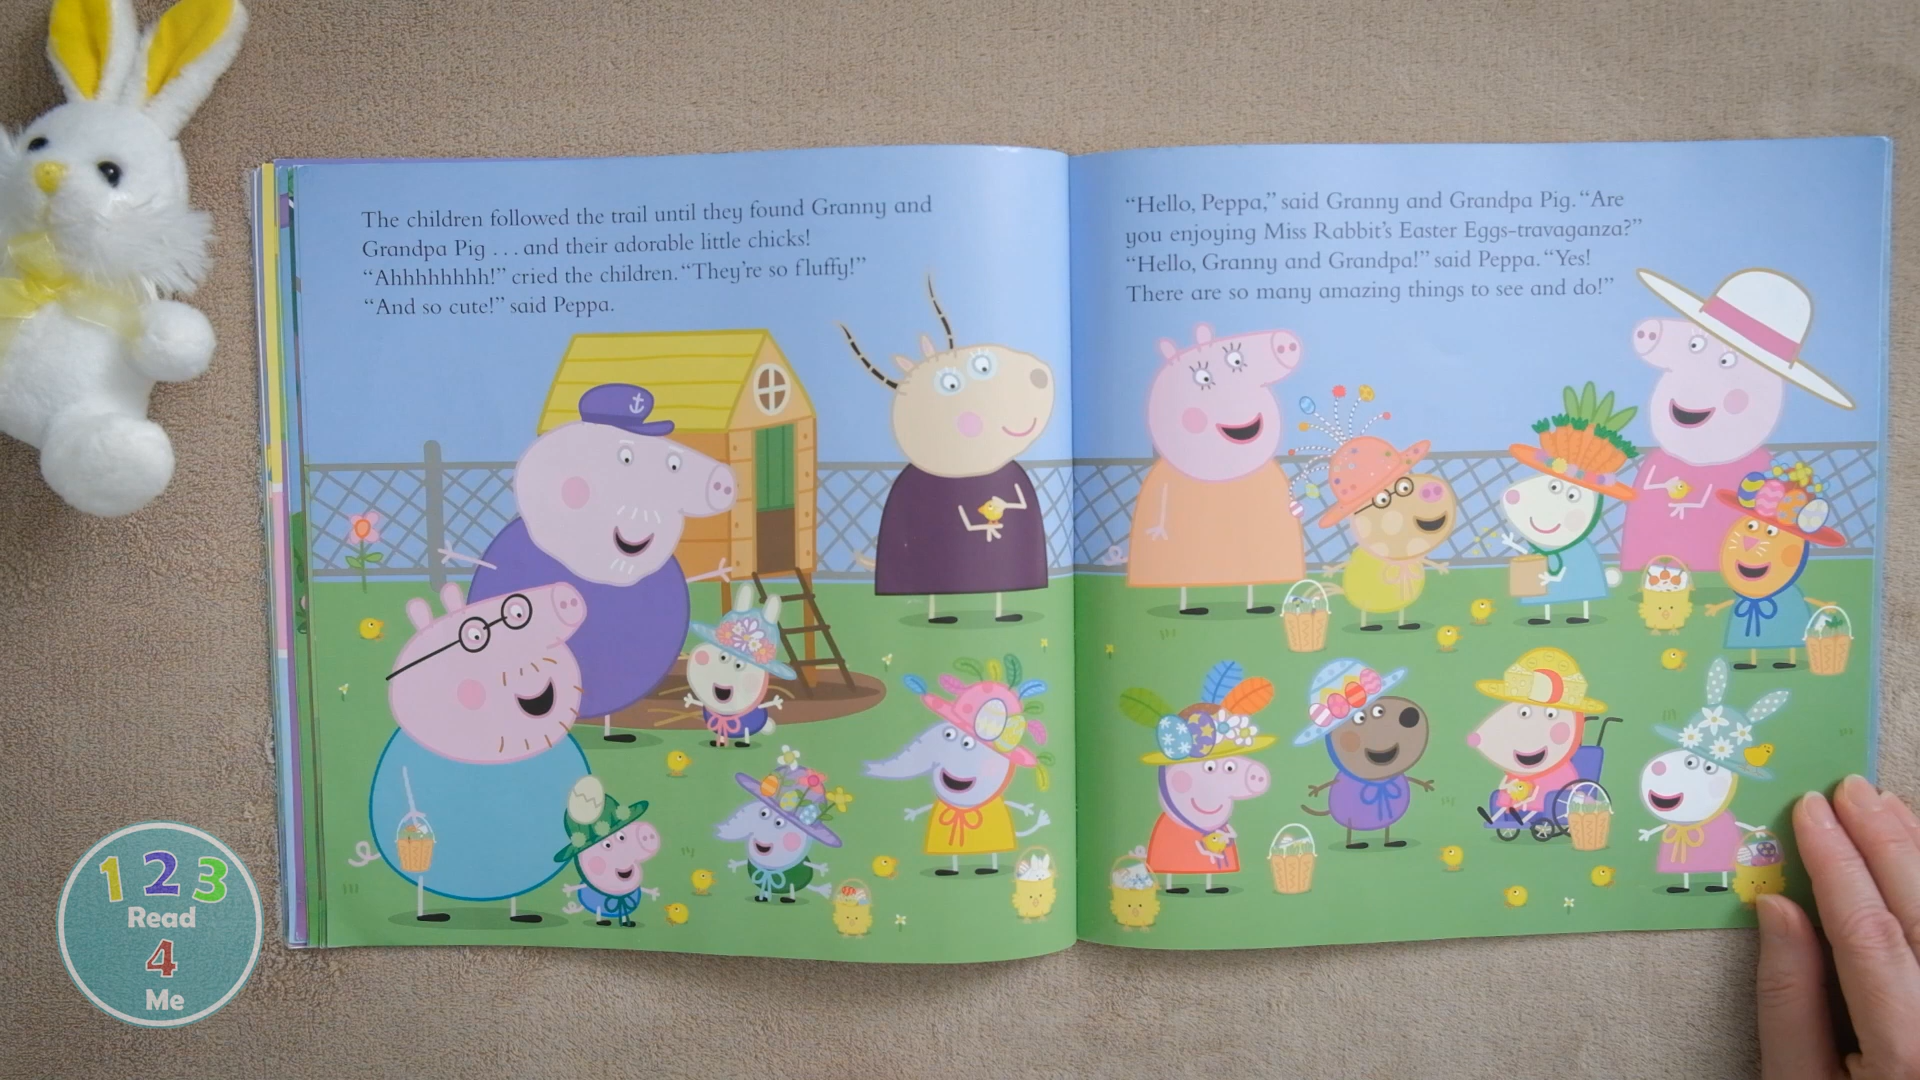 The children followed the trail until they found Granny and
Grandpa Pig . . . and their adorable little chicks!
“Ahhhhhhhh!” cried the children. “They’re so fluffy!”
“And so cute!” said Peppa.
“Hello, Peppa,” said Granny and Grandpa Pig. “Are
you enjoying Miss Rabbit’s Easter Eggs-travaganza?”
“Hello, Granny and Grandpa!” said Peppa. “Yes!
There are so many amazing things to see and do!”
123
Read
4
Me